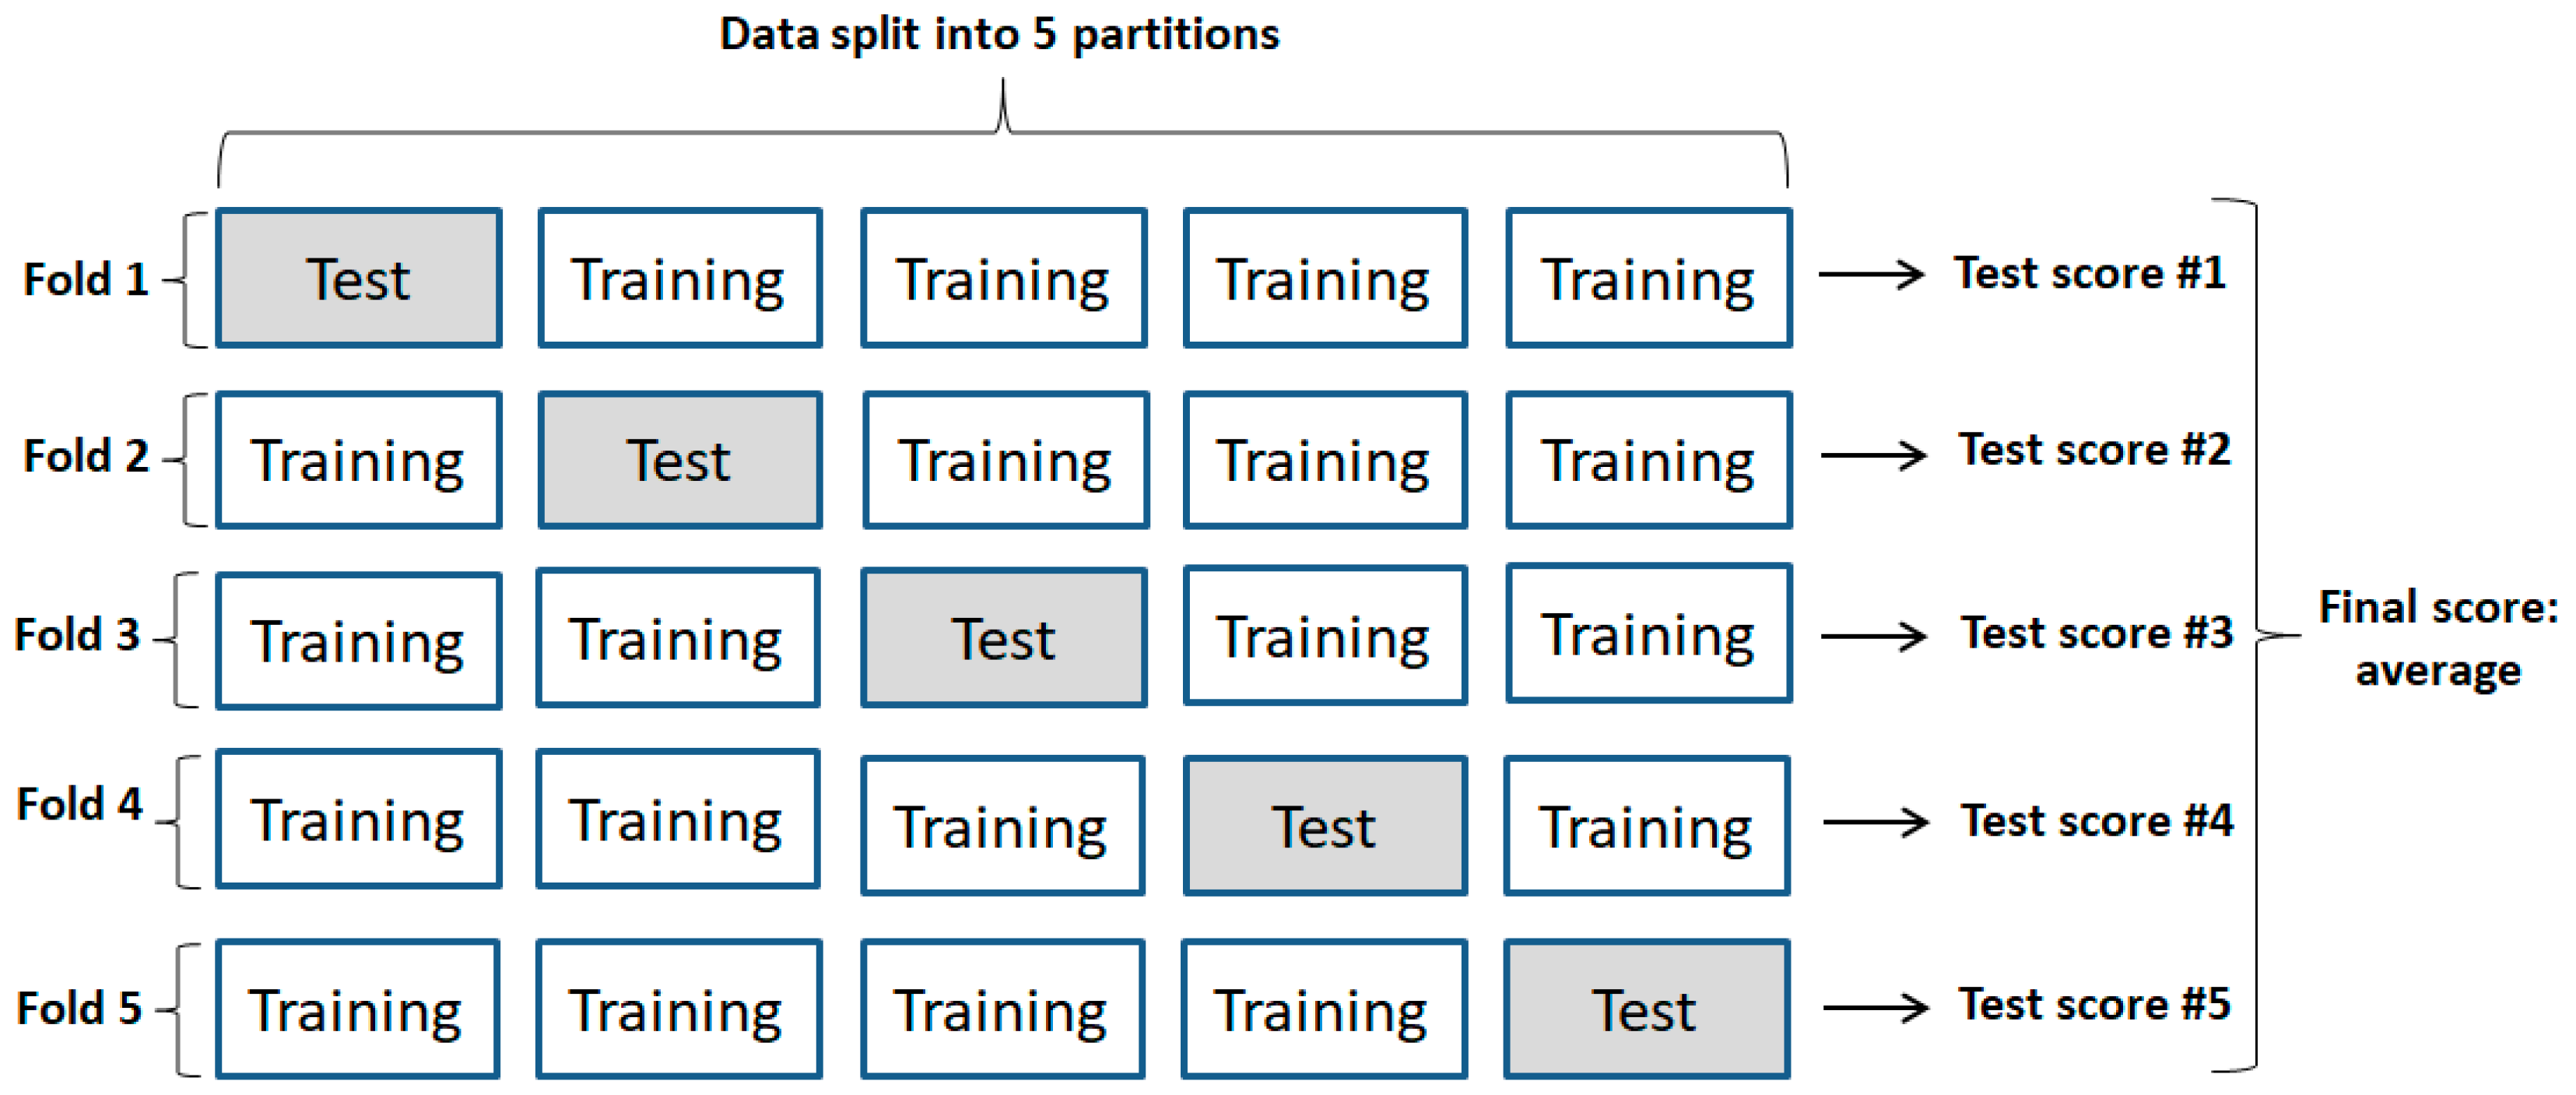 Data split into 5 partitions
Fold 1 Test Training Training Training Training Test score #1
Fold 2 Training Test Training Training Training Test score #2
Fold 3 Training Training Test Training Training Test score #3
Final score:
average
Fold 4 Training Training Training Test Training Test score #4
Fold 5 Training Training Training Training Test Test score #5